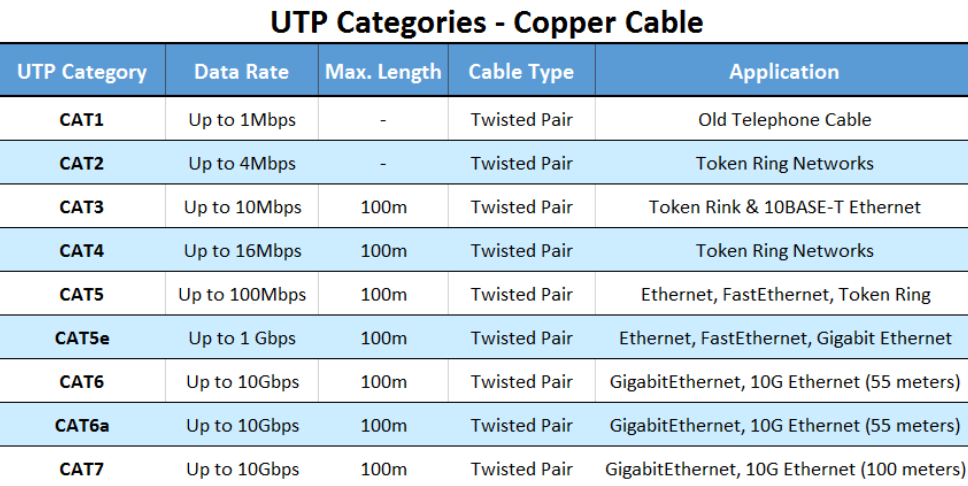 UTP Categories - Copper Cable
UTP Category Data Rate Max. Length Cable Type Application
CAT1 Up to 1Mbps - Twisted Pair Old Telephone Cable
CAT2 Up to 4Mbps - Twisted Pair Token Ring Networks
CAT3 Up to 10Mbps 100m Twisted Pair Token Rink & 10BASE-T Ethernet
CAT4 Up to 16Mbps 100m Twisted Pair Token Ring Networks
CAT5 Up to 100Mbps 100m Twisted Pair Ethernet, FastEthernet, Token Ring
CAT5e Up to 1 Gbps 100m Twisted Pair Ethernet, FastEthernet, Gigabit Ethernet
CAT6 Up to 10Gbps 100m Twisted Pair GigabitEthernet, 10G Ethernet (55 meters)
CAT6a Up to 10Gbps 100m Twisted Pair GigabitEthernet, 10G Ethernet (55 meters)
CAT7 Up to 10Gbps 100m Twisted Pair GigabitEthernet, 10G Ethernet (100 meters)